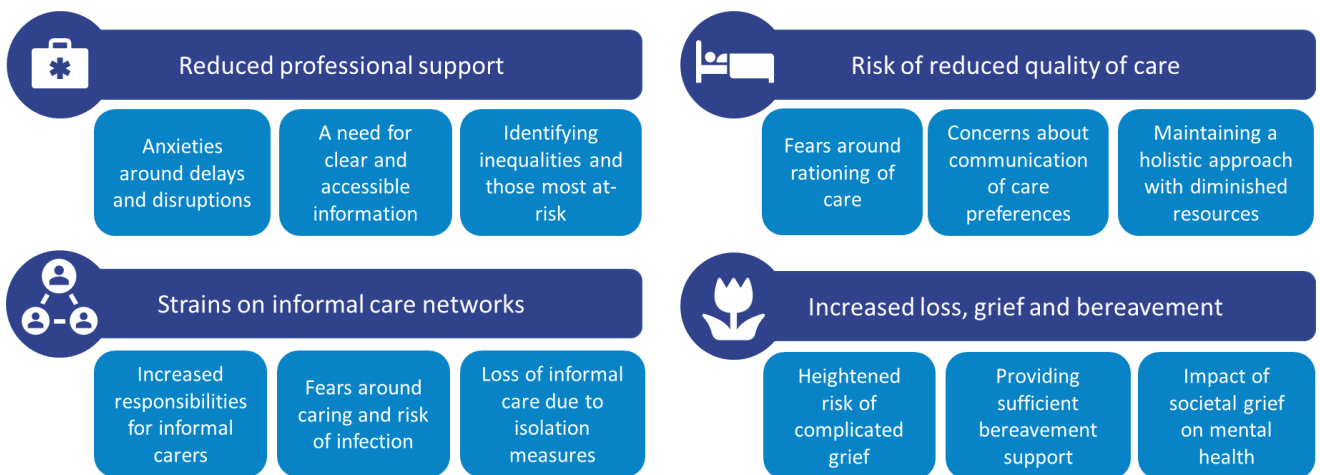 Reduced professional support
Anxieties
around delays
and disruptions
A need for
clear and
accessible
information
Identifying
inequalities and
those most at-
risk
Risk of reduced quality of care
Fears around
rationing of
care
Concerns about
communication
of care
preferences
Maintaining a
holistic approach
with diminished
resources
Strains on informal care networks
Increased
responsibilities
for informal
carers
Fears around
caring and risk
of infection
Loss of informal
care due to
isolation
measures
Increased loss, grief and bereavement
Heightened
risk of
complicated
grief
Providing
sufficient
bereavement
support
Impact of
societal grief
on mental
health